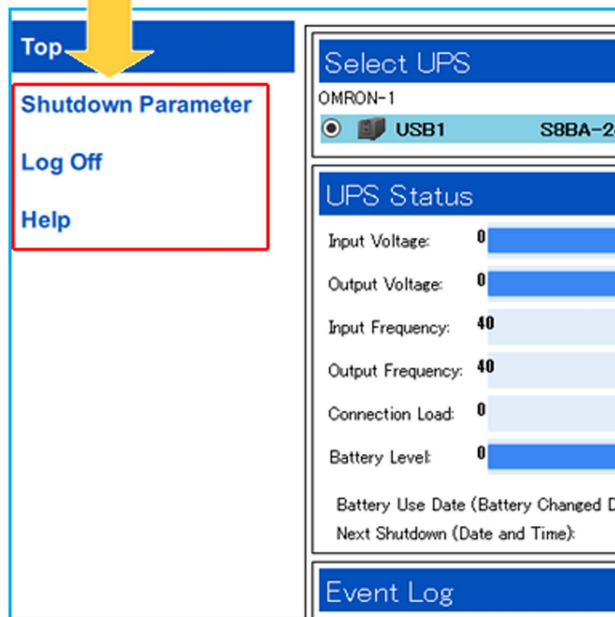 Top
Shutdown Parameter
Log Off
Help
Select UPS
OMRON-1
USB1 S8BA-2
UPS Status
Input Voltage: 0
Output Voltage: 0
Input Frequency: 40
Output Frequency: 40
Connection Load: 0
Battery Level: 0
Battery Use Date (Battery Changed D
Next Shutdown (Date and Time):
Event Log